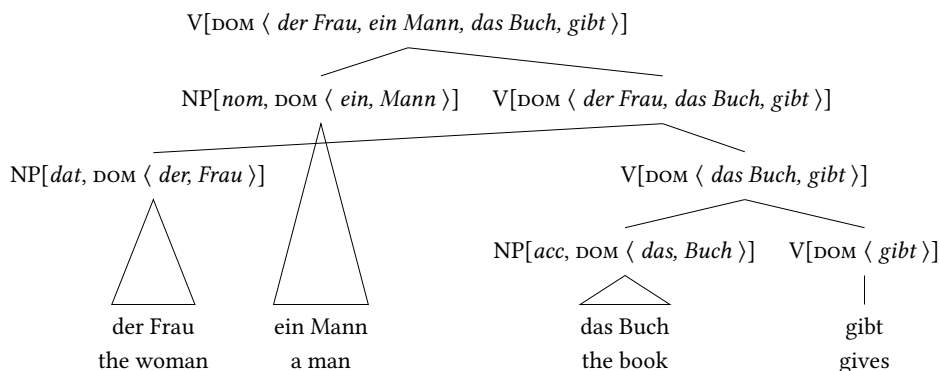 V[DOM ⟨ der Frau, ein Mann, das Buch, gibt ⟩]
NP[nom, DOM ⟨ ein, Mann ⟩] V[DOM ⟨ der Frau, das Buch, gibt ⟩]
NP[dat, DOM ⟨ der, Frau ⟩] V[DOM ⟨ das Buch, gibt ⟩]
NP[acc, DOM ⟨ das, Buch ⟩] V[DOM ⟨ gibt ⟩]
der Frau ein Mann das Buch gibt
the woman a man the book gives